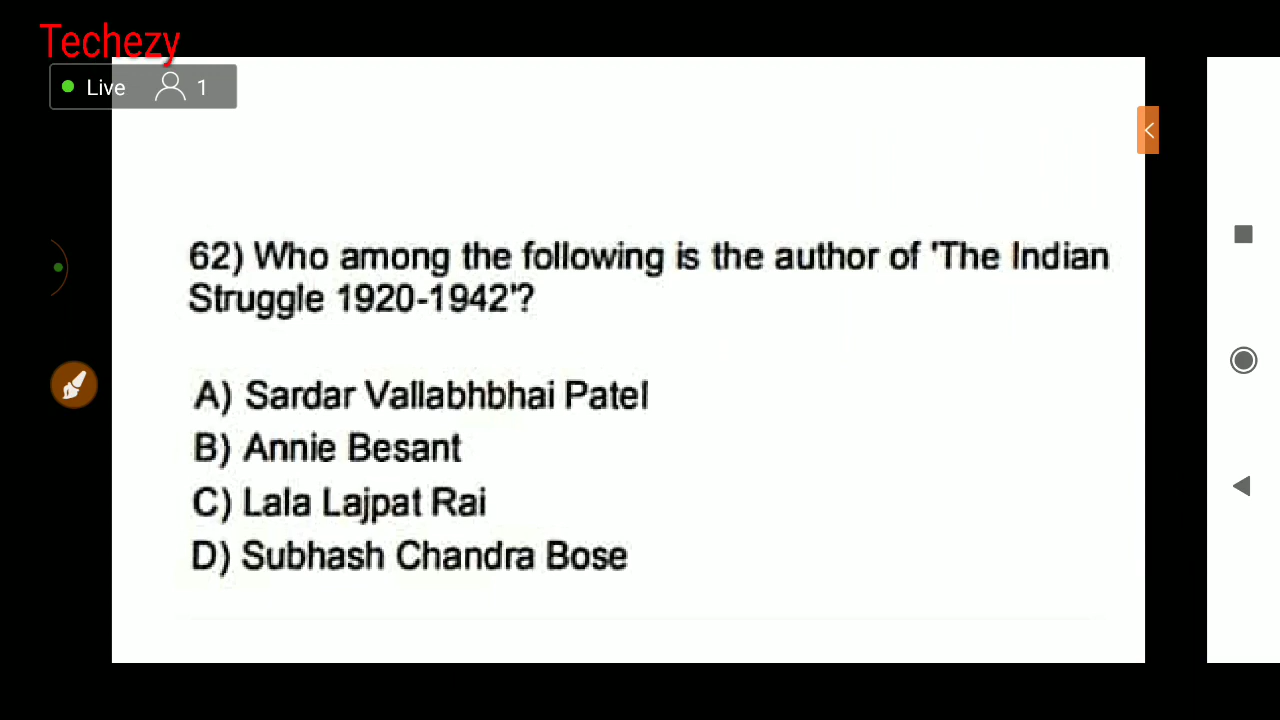 Techezy
Live 1
62) Who among the following is the author of 'The Indian
Struggle 1920-1942'?
A) Sardar Vallabhbhai Patel
B) Annie Besant
C) Lala Lajpat Rai
D) Subhash Chandra Bose